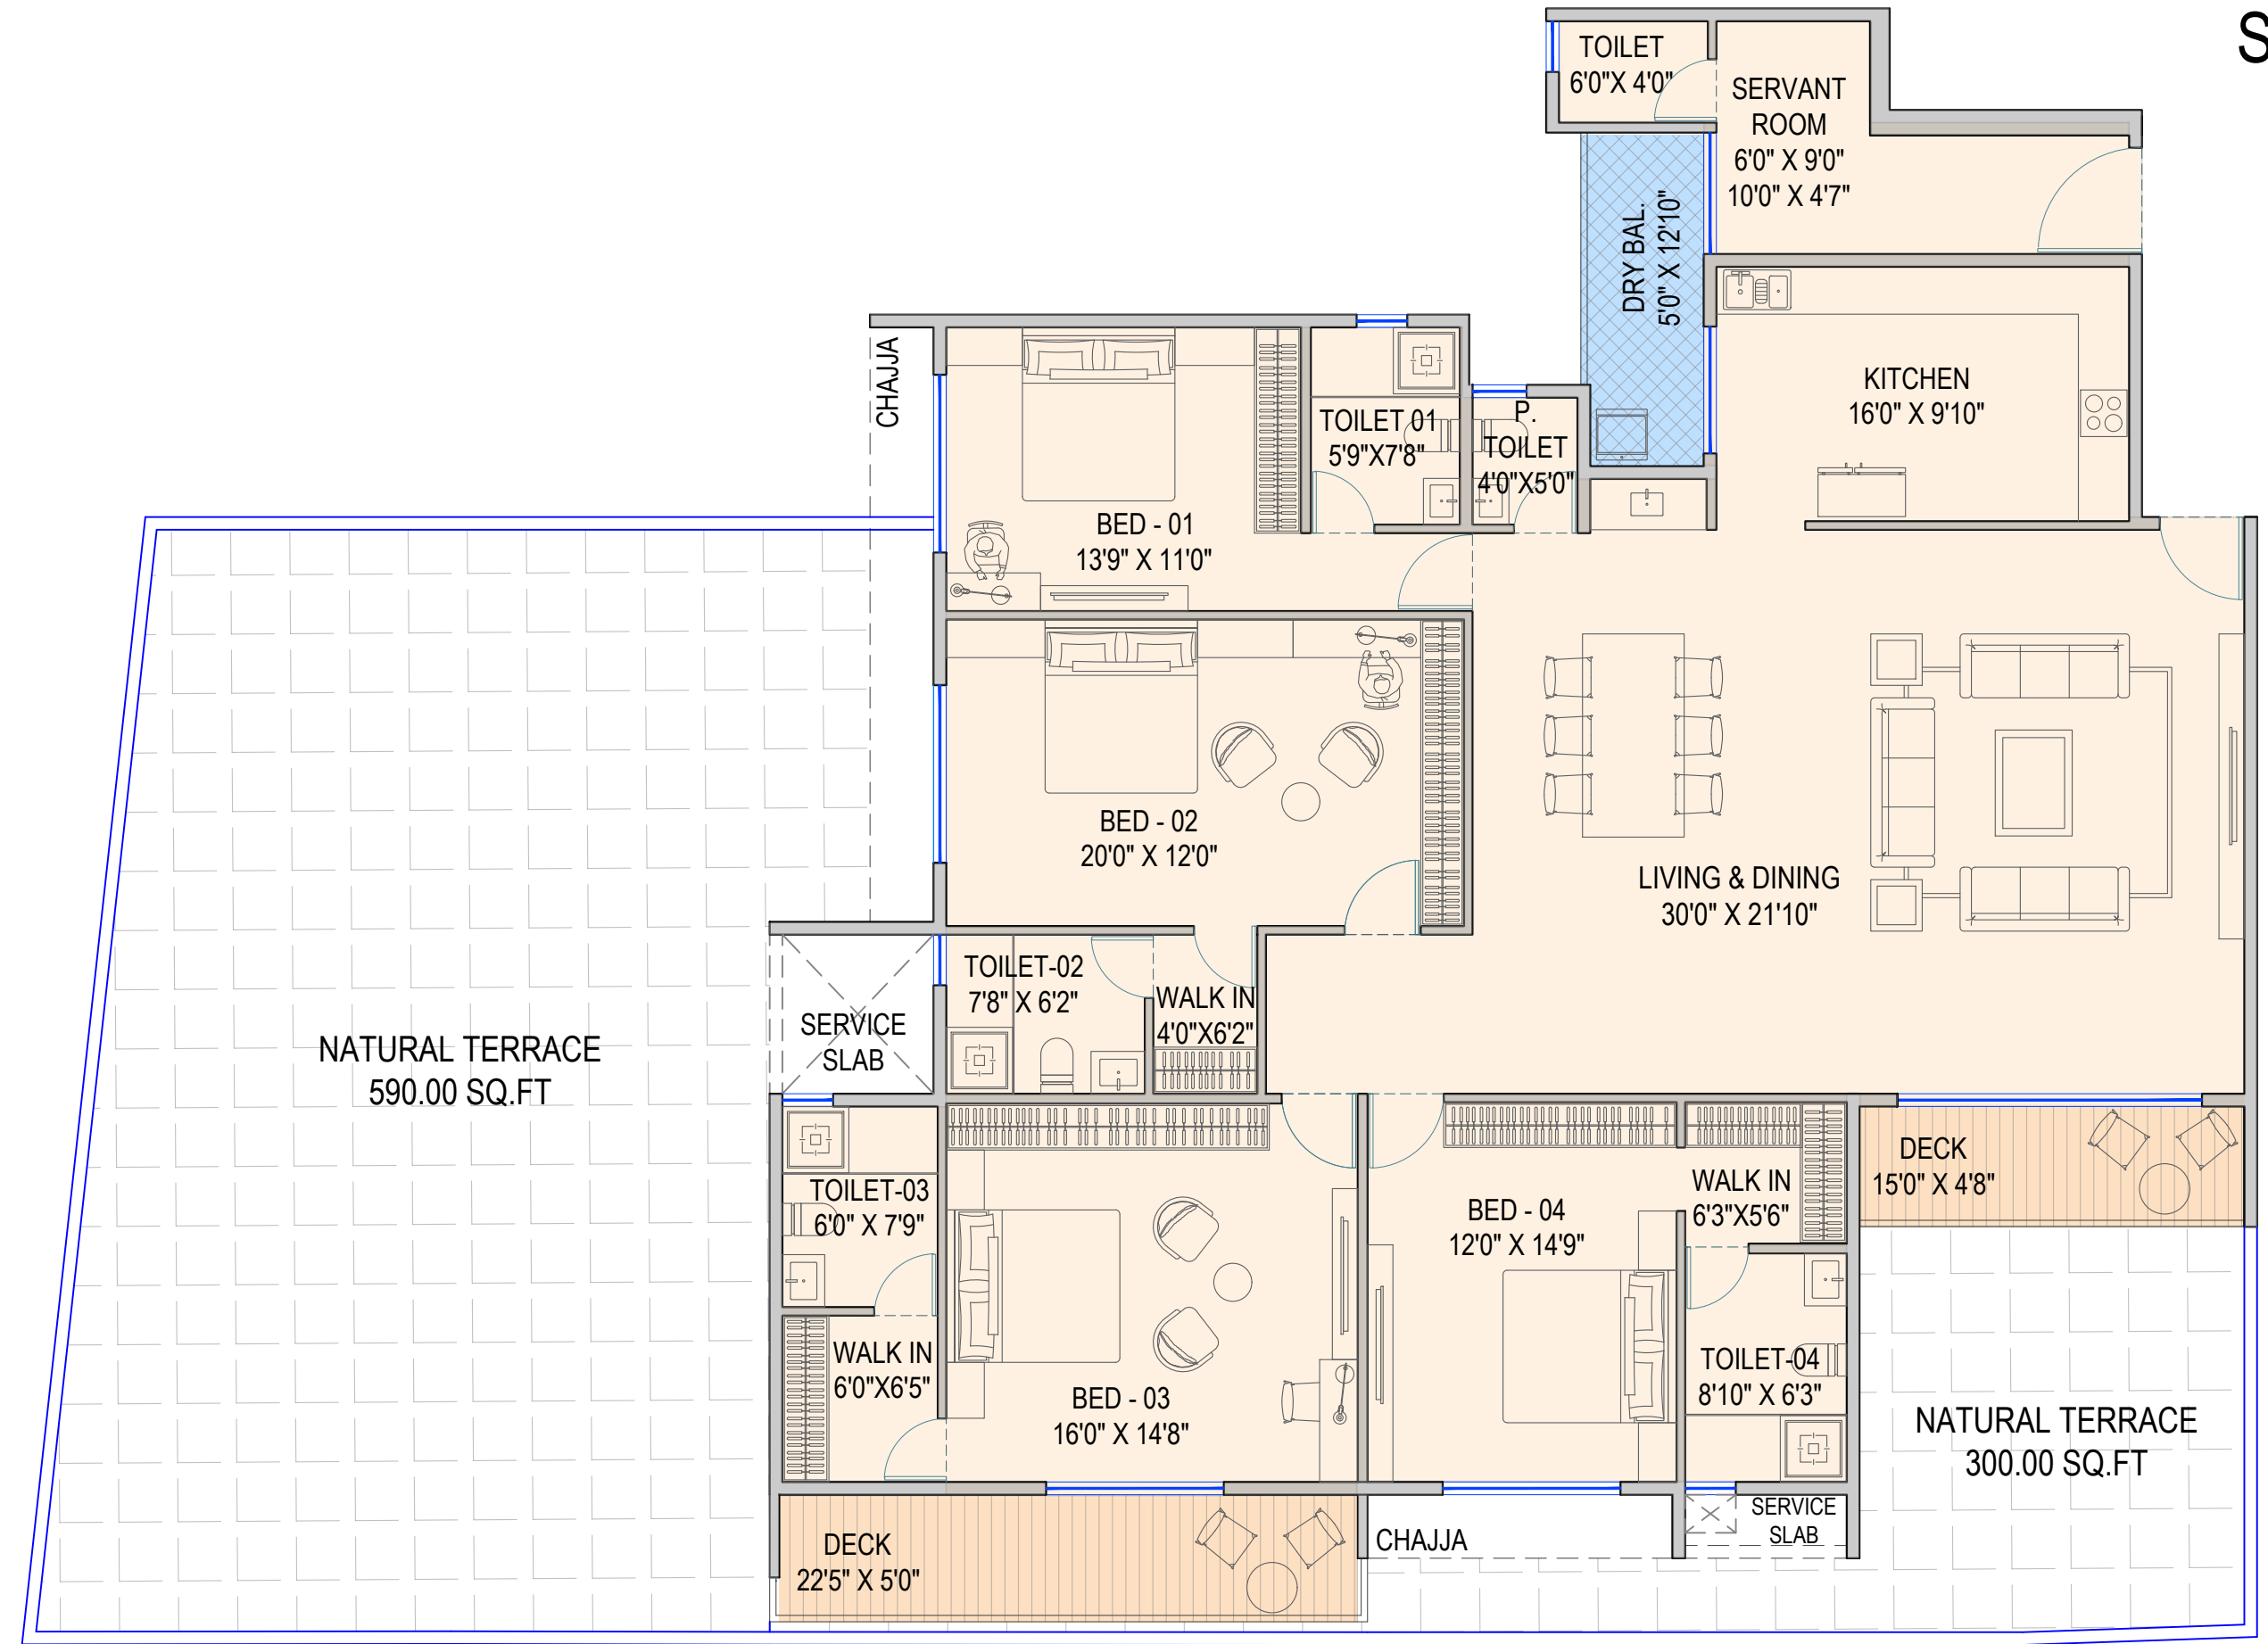 S
TOILET
6'0"X 4'0"
SERVANT
ROOM
6'0" X 9'0"
10'0" X 4'7"
DRY BAL.
5'0" X 12'10"
KITCHEN
16'0" X 9'10"
CHAJJA
TOILET 01
5'9"X7'8"
P.
TOILET
4'0"X5'0"
BED - 01
13'9" X 11'0"
BED - 02
20'0" X 12'0"
LIVING & DINING
30'0" X 21'10"
TOILET-02
7'8" X 6'2"
WALK IN
4'0"X6'2"
SERVICE
SLAB
NATURAL TERRACE
590.00 SQ.FT
TOILET-03
6'0" X 7'9"
WALK IN
6'0"X6'5"
BED - 03
16'0" X 14'8"
BED - 04
12'0" X 14'9"
WALK IN
6'3"X5'6"
DECK
15'0" X 4'8"
TOILET-04
8'10" X 6'3"
NATURAL TERRACE
300.00 SQ.FT
DECK
22'5" X 5'0"
CHAJJA
SERVICE
SLAB